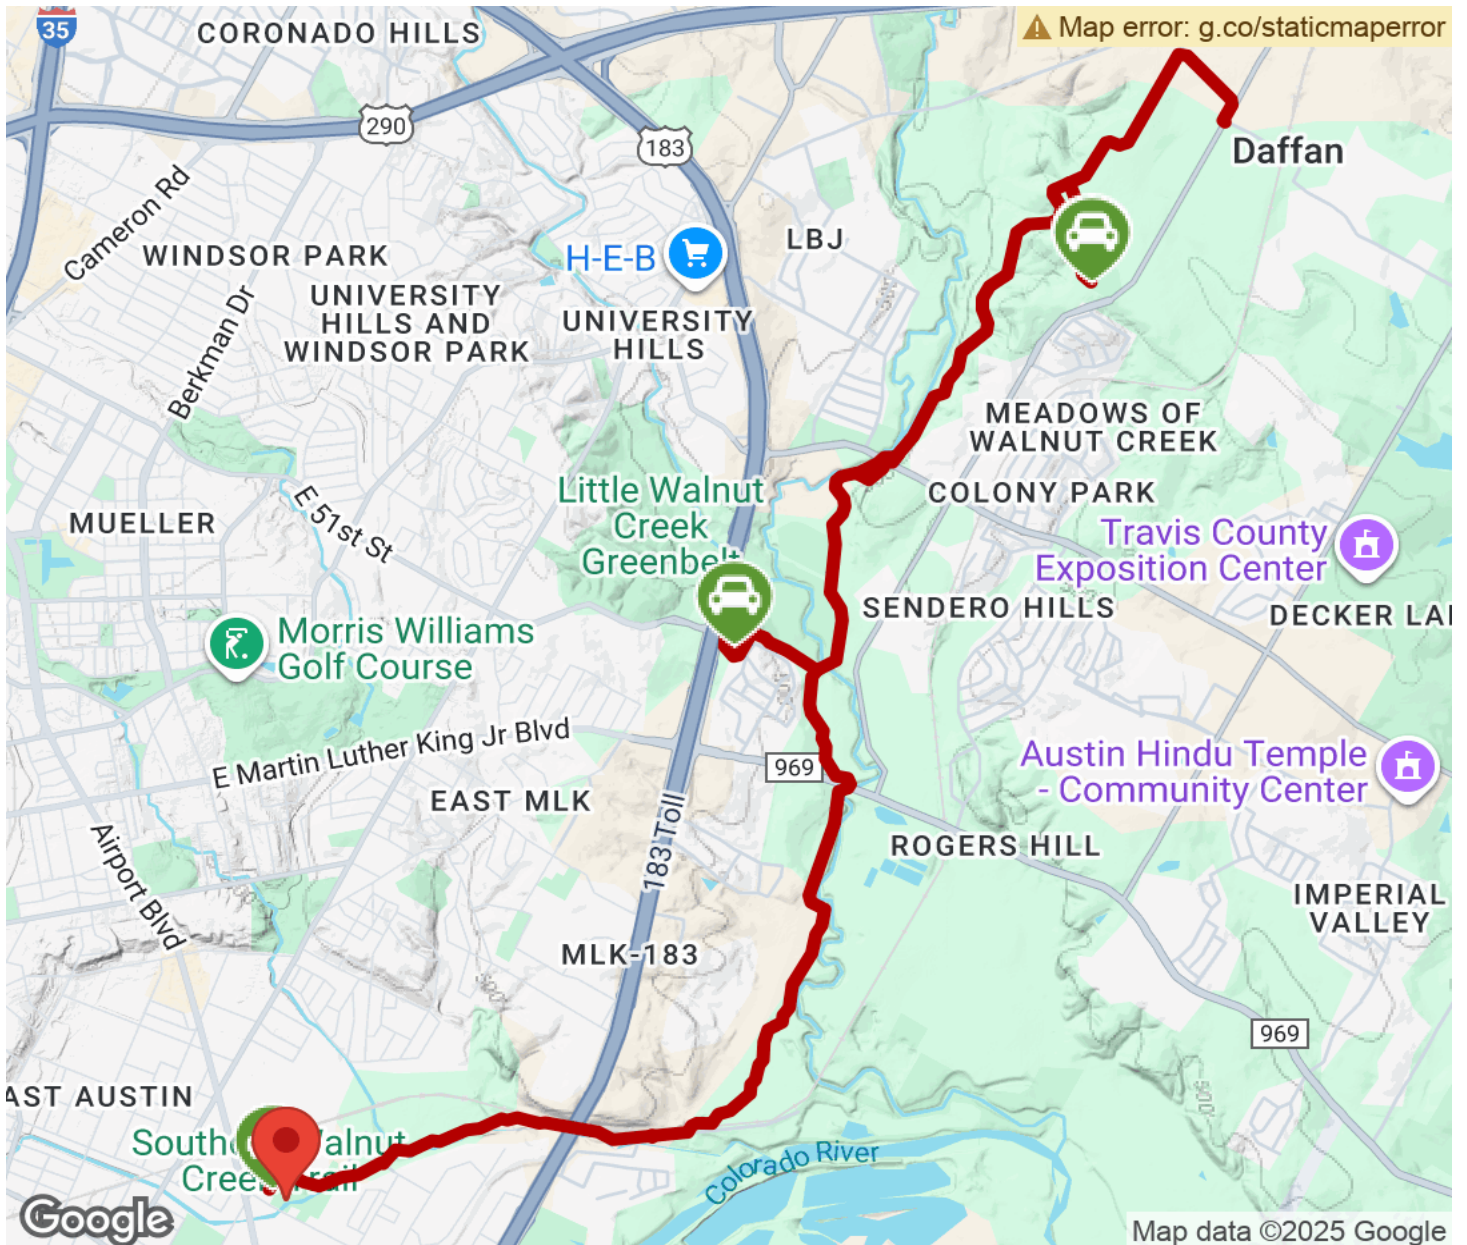 35
CORONADO HILLS
Map error: g.co/staticmaperror
290
183
Daffan
Cameron Rd
WINDSOR PARK
H-E-B
LBJ
500
UNIVERSITY
HILLS AND
WINDSOR PARK
UNIVERSITY
HILLS
Berkman Dr
MEADOWS OF
WALNUT CREEK
Little Walnut
Creek
Greenbelt
COLONY PARK
E 51st St
MUELLER
Travis County
Exposition Center
SENDERO HILLS
DECKER LA
Morris Williams
Golf Course
E Martin Luther King Jr Blvd
969
Austin Hindu Temple
- Community Center
EAST MLK
183 Toll
Airport Blvd
ROGERS HILL
IMPERIAL
VALLEY
MLK-183
500
969
500
AST AUSTIN
Colorado River
Google
Map data ©2025 Google